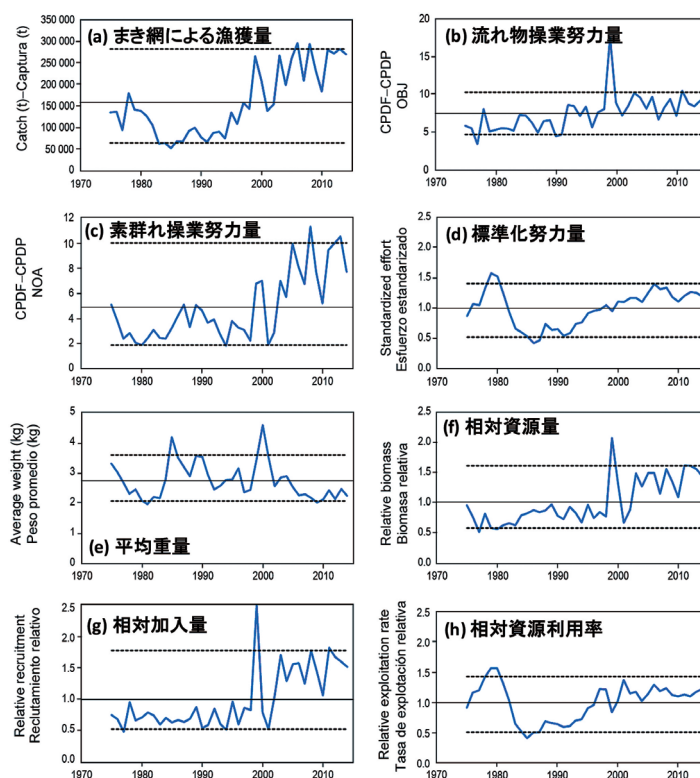 (a) まき網による漁獲量
Catch (t)–Captura (t)
350 000
300 000
250 000
200 000
150 000
100 000
50 000
0
1970 1980 1990 2000 2010
(b) 流れ物操業努力量
CPDF–CPDP
OBJ
20
15
10
5
0
1970 1980 1990 2000 2010
(c) 素群れ操業努力量
CPDF–CPDP
NOA
12
10
8
6
4
2
0
1970 1980 1990 2000 2010
(d) 標準化努力量
Standardized effort
Esfuerzo estandarizado
2.5
2.0
1.5
1.0
0.5
0.0
1970 1980 1990 2000 2010
Average weight (kg)
Peso promedio (kg)
5
4
3
2
1
0
(e) 平均重量
1970 1980 1990 2000 2010
(f) 相対資源量
Relative biomass
Biomasa relativa
2.5
2.0
1.5
1.0
0.5
0.0
1970 1980 1990 2000 2010
(g) 相対加入量
Relative recruitment
Reclutamiento relativo
2.5
2.0
1.5
1.0
0.5
0.0
1970 1980 1990 2000 2010
(h) 相対資源利用率
Relative exploitation rate
Tasa de explotación relativa
2.5
2.0
1.5
1.0
0.5
0.0
1970 1980 1990 2000 2010